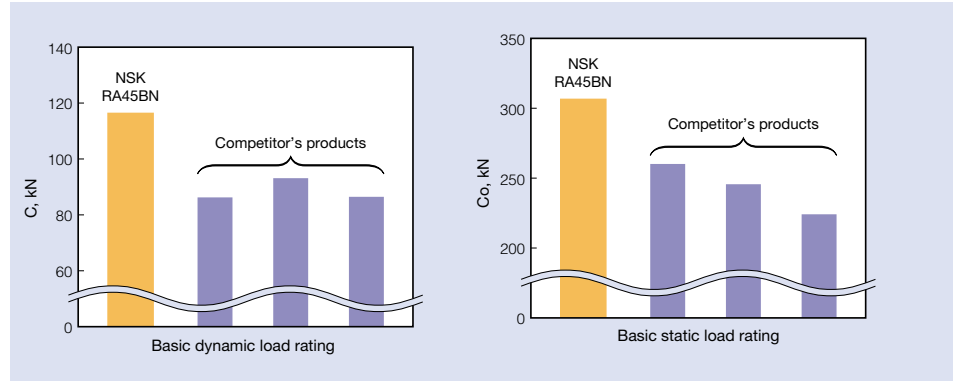 140
120
100
80
60
0
C, kN
NSK
RA45BN
Competitor's products
Basic dynamic load rating
350
300
250
200
0
Co, kN
NSK
RA45BN
Competitor's products
Basic static load rating